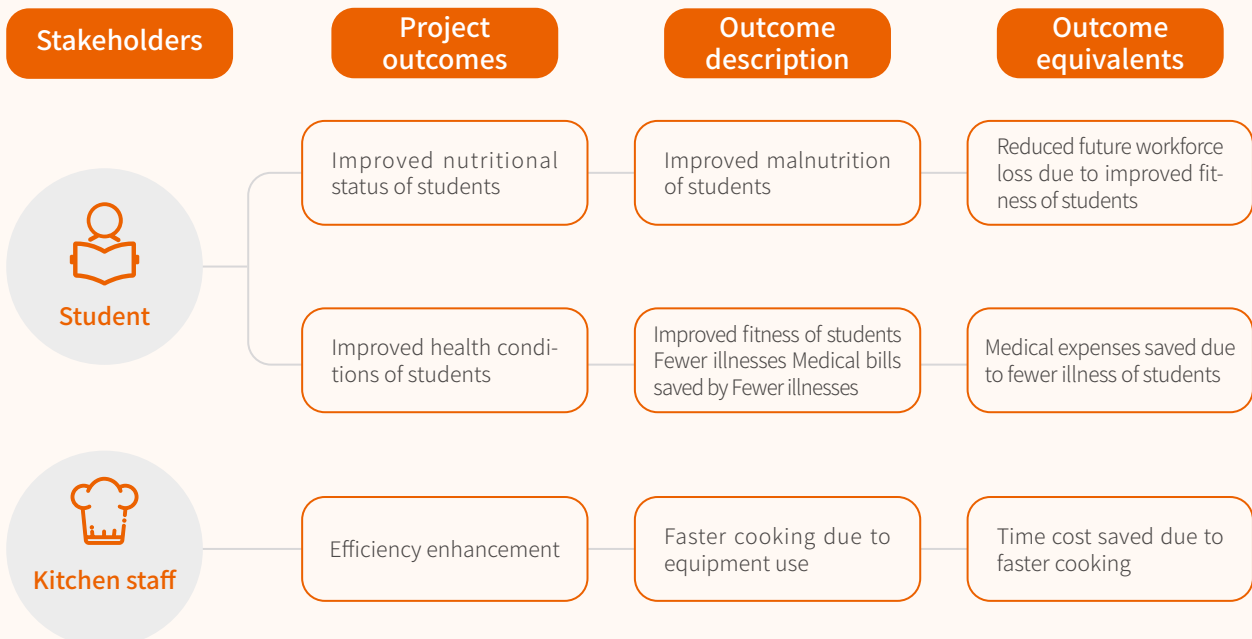 Stakeholders
Project
outcomes
Outcome
description
Outcome
equivalents
Student
Improved nutritional
status of students
Improved malnutrition
of students
Reduced future workforce
loss due to improved fit-
ness of students
Improved health condi-
tions of students
Improved fitness of students
Fewer illnesses Medical bills
saved by Fewer illnesses
Medical expenses saved due
to fewer illness of students
Kitchen staff
Efficiency enhancement
Faster cooking due to
equipment use
Time cost saved due to
faster cooking